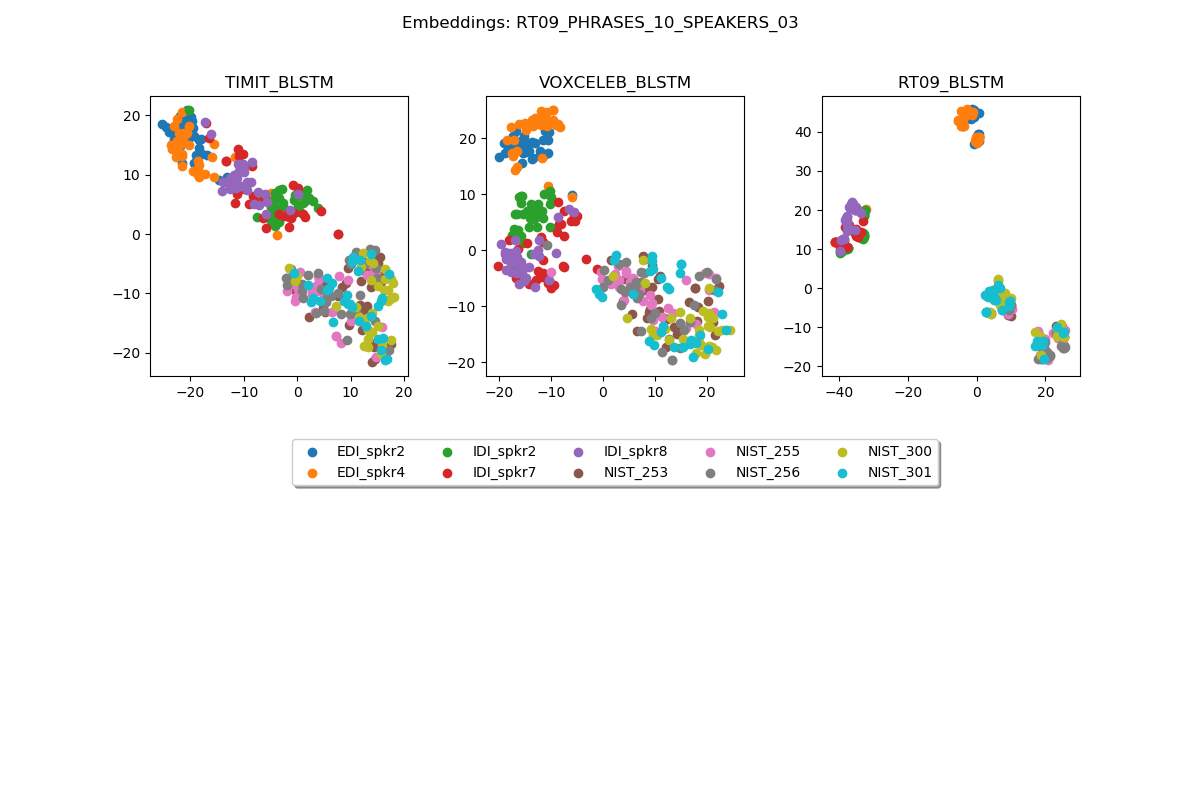 Embeddings: RT09_PHRASES_10_SPEAKERS_03
TIMIT_BLSTM
20
10
0
−10
−20
−20 −10 0 10 20
VOXCELEB_BLSTM
20
10
0
−10
−20
−20 −10 0 10 20
RT09_BLSTM
40
30
20
10
0
−10
−20
−40 −20 0 20
EDI_spkr2 IDI_spkr2 IDI_spkr8 NIST_255 NIST_300
EDI_spkr4 IDI_spkr7 NIST_253 NIST_256 NIST_301